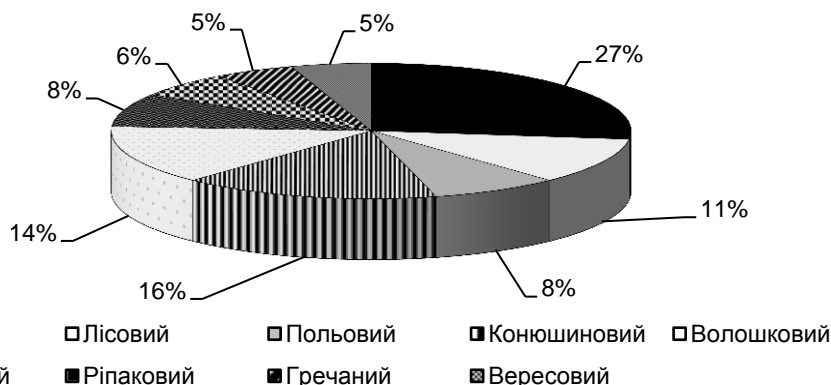 5%
5%
6%
27%
8%
11%
14%
16%
8%
Лісовий
Польовий
Конюшиновий
Волошковий
Ріпаковий
Гречаний
Вересовий